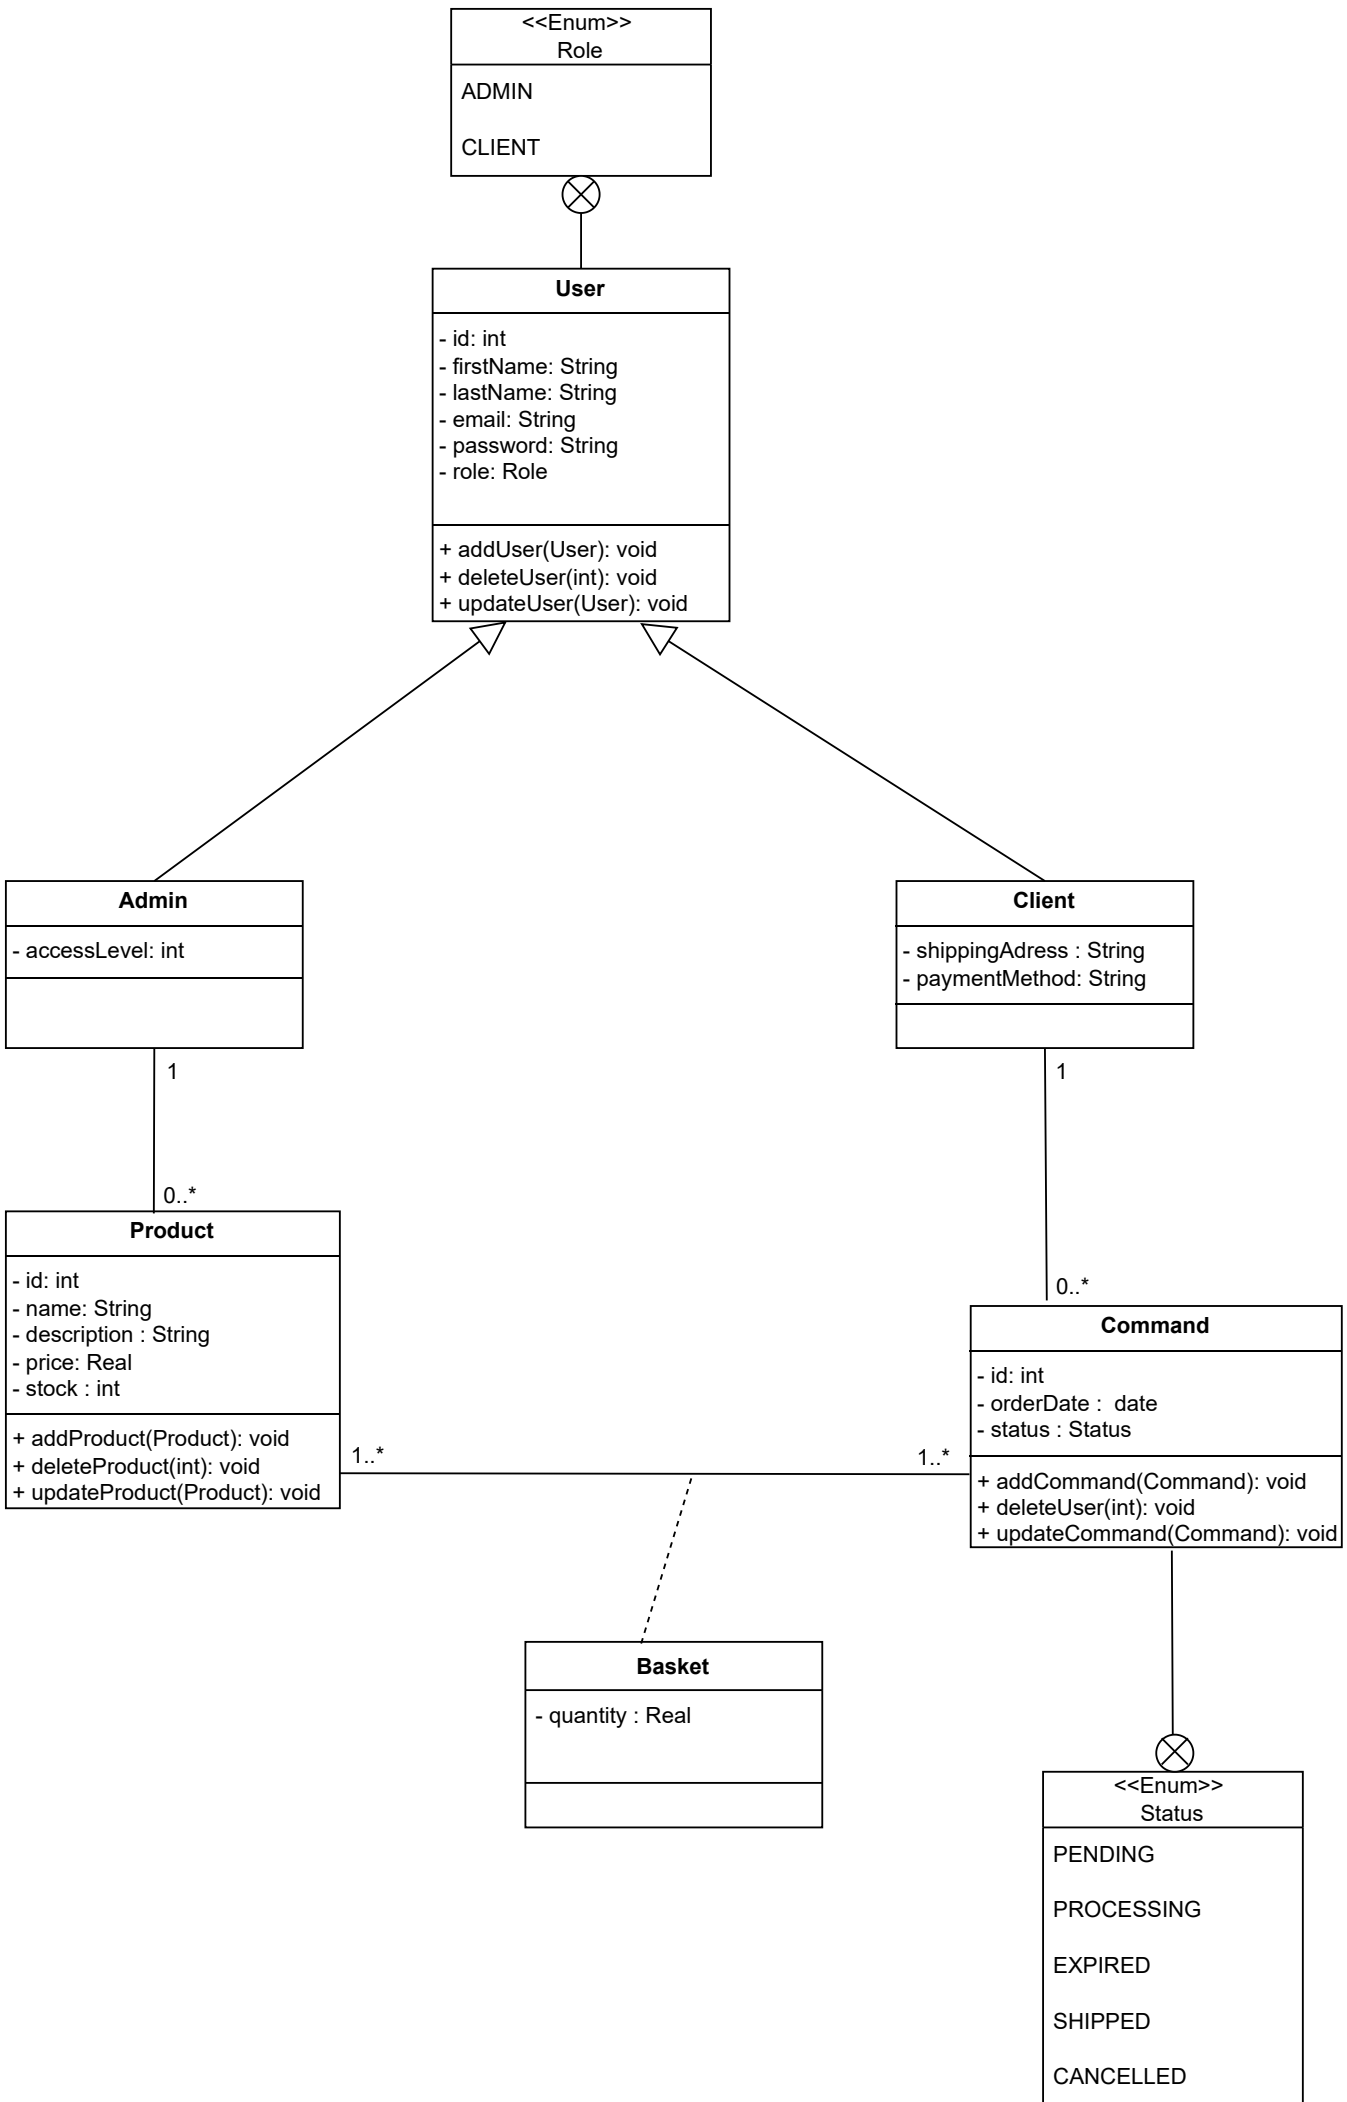 <<Enum>>
Role
ADMIN
CLIENT
User
- id: int
- firstName: String
- lastName: String
- email: String
- password: String
- role: Role
+ addUser(User): void
+ deleteUser(int): void
+ updateUser(User): void
Admin
- accessLevel: int
Client
- shippingAdress : String
- paymentMethod: String
1
1
0..*
Product
- id: int
- name: String
- description : String
- price: Real
- stock : int
+ addProduct(Product): void
+ deleteProduct(int): void
+ updateProduct(Product): void
0..*
Command
- id: int
- orderDate :  date
- status : Status
+ addCommand(Command): void
+ deleteUser(int): void
+ updateCommand(Command): void
1..*
1..*
Basket
- quantity : Real
<<Enum>>
Status
PENDING
PROCESSING
EXPIRED
SHIPPED
CANCELLED